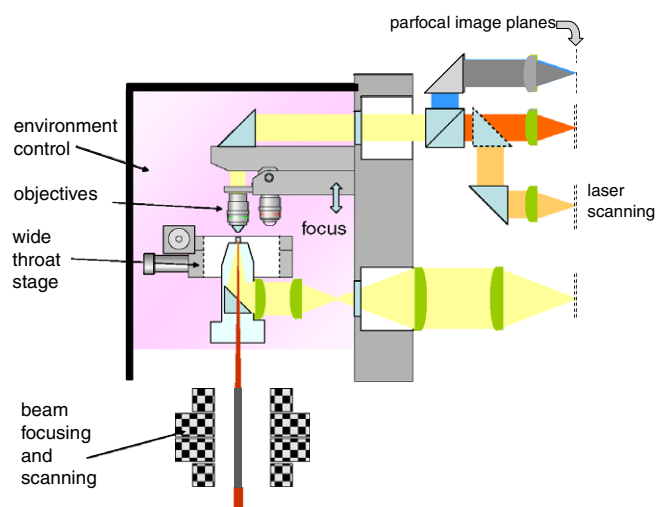 parfocal image planes
environment
control
objectives
focus
laser
scanning
wide
throat
stage
beam
focusing
and
scanning